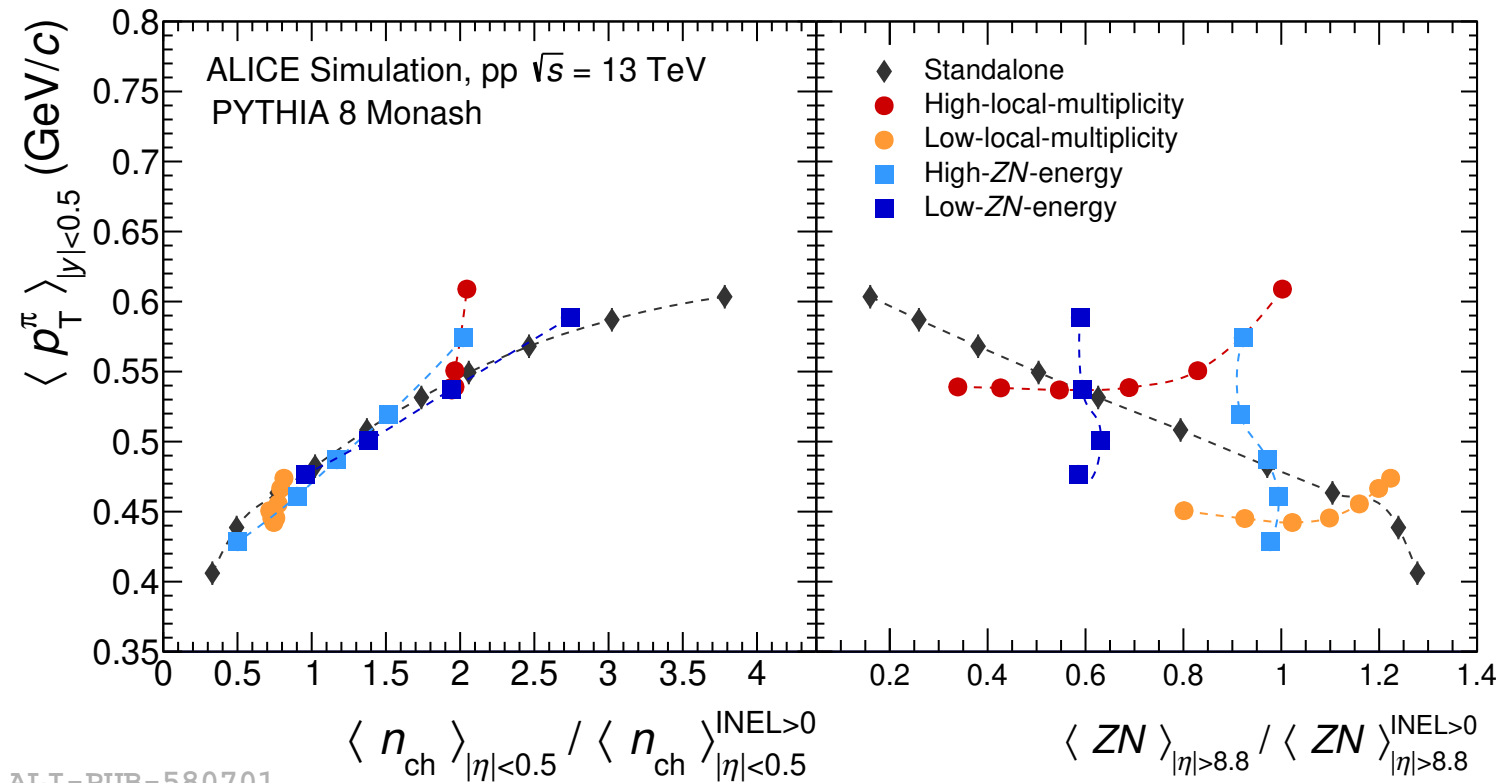 ⟨ p_T^π ⟩_{|y|<0.5} (GeV/c)
0.8
0.75
0.7
0.65
0.6
0.55
0.5
0.45
0.4
0.35
ALICE Simulation, pp √s = 13 TeV
PYTHIA 8 Monash
Standalone
High-local-multiplicity
Low-local-multiplicity
High-ZN-energy
Low-ZN-energy
0 0.5 1 1.5 2 2.5 3 3.5 4
0.2 0.4 0.6 0.8 1 1.2 1.4
⟨ n_ch ⟩_{|η|<0.5} / ⟨ n_ch ⟩_{|η|<0.5}^{INEL>0}
⟨ ZN ⟩_{|η|>8.8} / ⟨ ZN ⟩_{|η|>8.8}^{INEL>0}
ALI-PUB-580701